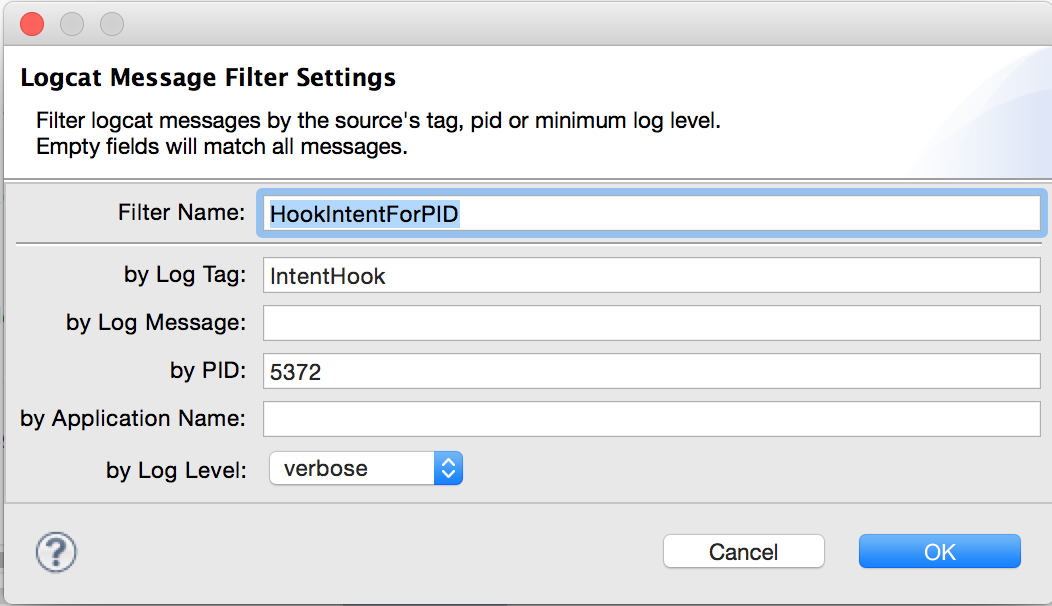 Logcat Message Filter Settings
Filter logcat messages by the source's tag, pid or minimum log level.
Empty fields will match all messages.
Filter Name: HookIntentForPID
by Log Tag: IntentHook
by Log Message:
by PID: 5372
by Application Name:
by Log Level: verbose
?
Cancel OK